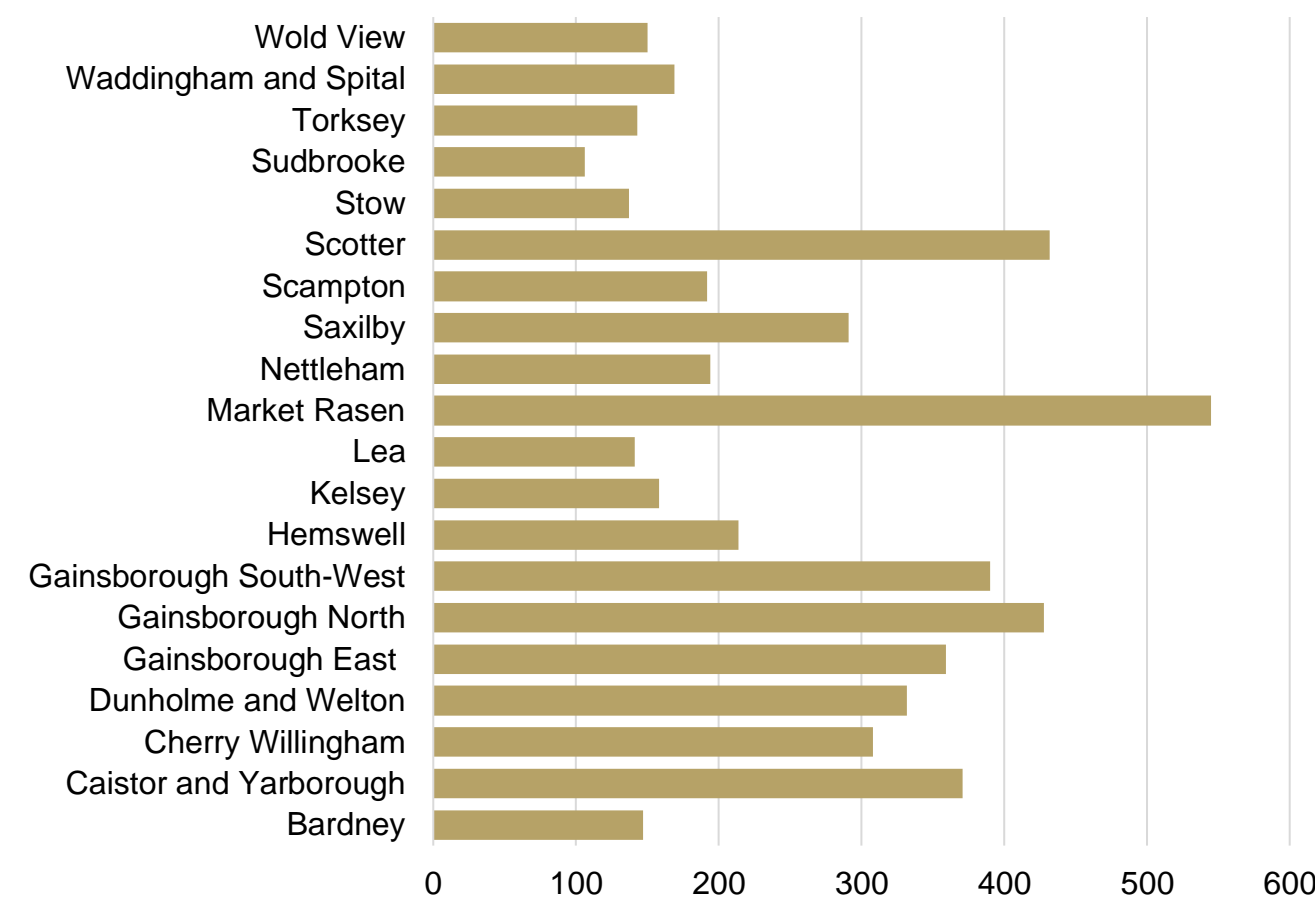 Wold View
Waddingham and Spital
Torksey
Sudbrooke
Stow
Scotter
Scampton
Saxilby
Nettleham
Market Rasen
Lea
Kelsey
Hemswell
Gainsborough South-West
Gainsborough North
Gainsborough East
Dunholme and Welton
Cherry Willingham
Caistor and Yarborough
Bardney
0 100 200 300 400 500 600